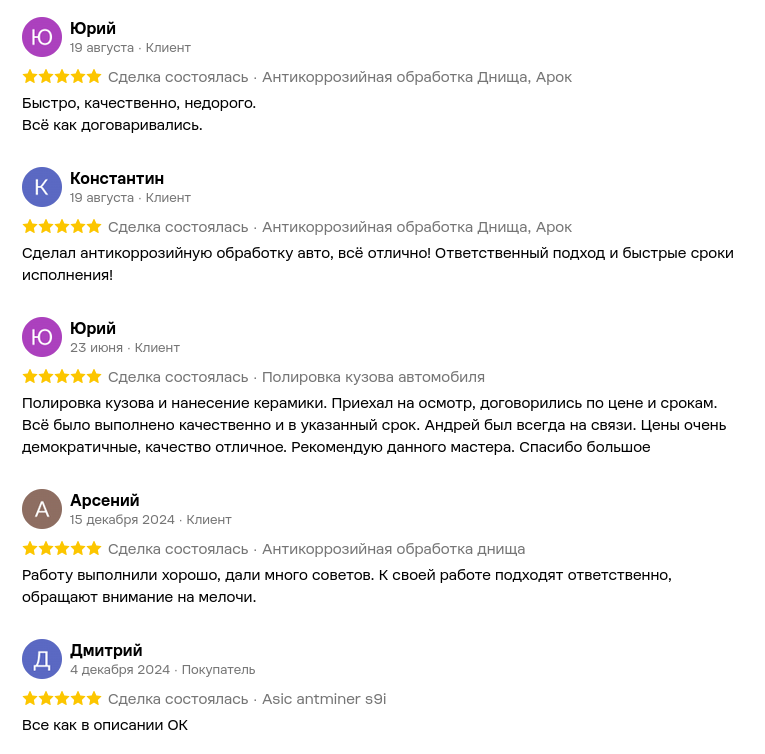 Ю
Юрий
19 августа · Клиент
Сделка состоялась · Антикоррозийная обработка Днища, Арок
Быстро, качественно, недорого.
Всё как договаривались.
К
Константин
19 августа · Клиент
Сделка состоялась · Антикоррозийная обработка Днища, Арок
Сделал антикоррозийную обработку авто, всё отлично! Ответственный подход и быстрые сроки
исполнения!
Ю
Юрий
23 июня · Клиент
Сделка состоялась · Полировка кузова автомобиля
Полировка кузова и нанесение керамики. Приехал на осмотр, договорились по цене и срокам.
Всё было выполнено качественно и в указанный срок. Андрей был всегда на связи. Цены очень
демократичные, качество отличное. Рекомендую данного мастера. Спасибо большое
А
Арсений
15 декабря 2024 · Клиент
Сделка состоялась · Антикоррозийная обработка днища
Работу выполнили хорошо, дали много советов. К своей работе подходят ответственно,
обращают внимание на мелочи.
Д
Дмитрий
4 декабря 2024 · Покупатель
Сделка состоялась · Asic antminer s9i
Все как в описании ОК